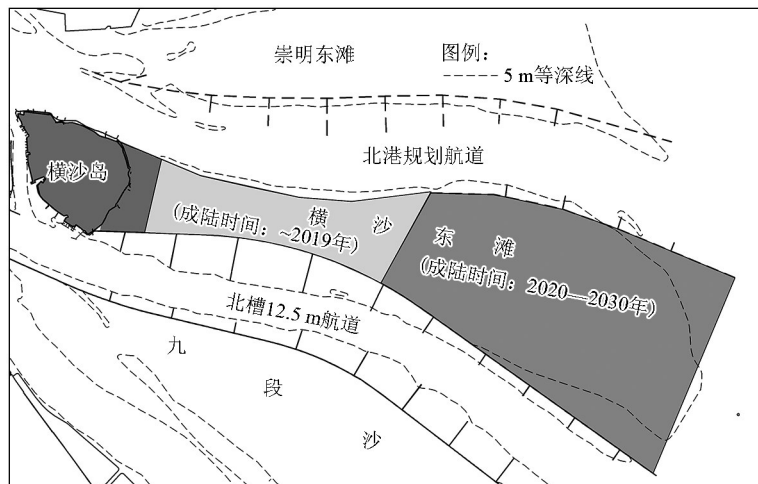 崇明东滩
图例：
5 m等深线
北港规划航道
横沙岛
横沙
(成陆时间：~2019年)
东滩
(成陆时间：2020—2030年)
北槽12.5 m航道
九段沙